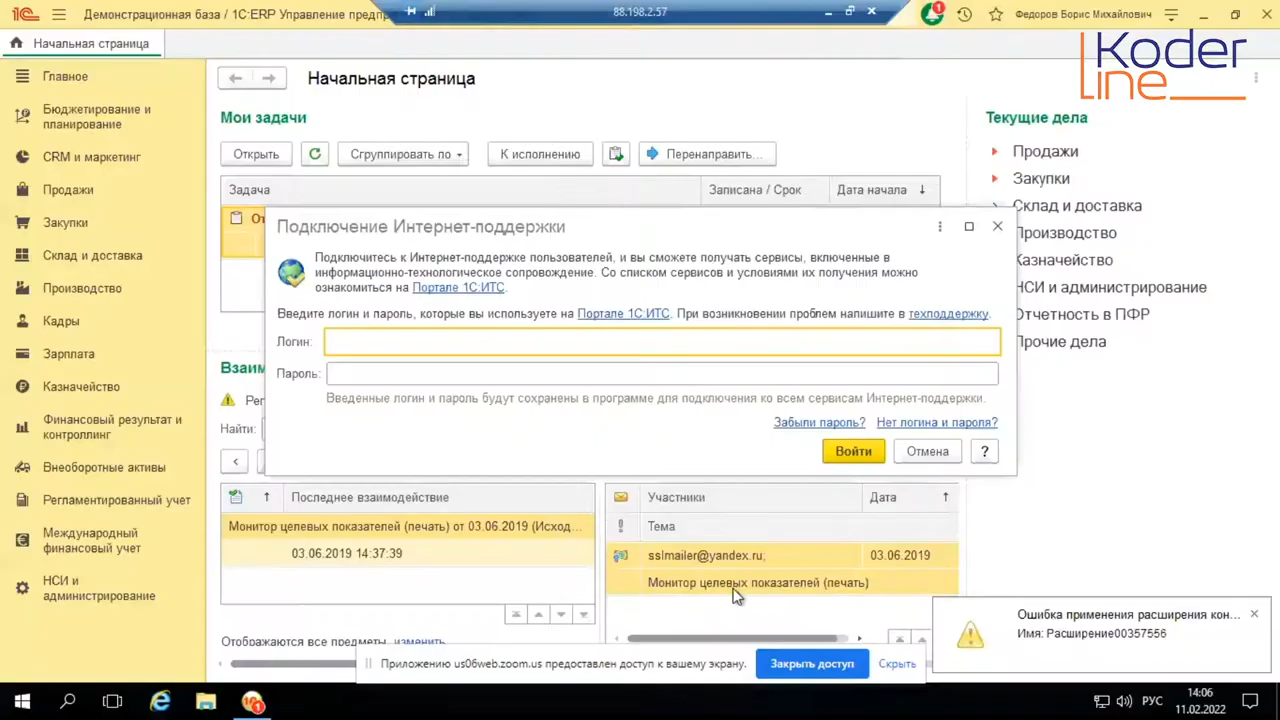 Демонстрационная база / 1С:ERP Управление предпр
88.198.2.57
1
Федоров Борис Михайлович
Начальная страница
Koder
line
Главное
Бюджетирование и
планирование
CRM и маркетинг
Продажи
Закупки
Склад и доставка
Производство
Кадры
Зарплата
Казначейство
Финансовый результат и
контроллинг
Внеоборотные активы
Регламентированный учет
Международный
финансовый учет
НСИ и
администрирование
Начальная страница
Мои задачи
Открыть
Сгруппировать по
К исполнению
Перенаправить...
Задача
Записана / Срок
Дата начала ↓
От
Взаим
Рег
Найти:
Подключение Интернет-поддержки
Подключитесь к Интернет-поддержке пользователей, и вы сможете получать сервисы, включенные в
информационно-технологическое сопровождение. Со списком сервисов и условиями их получения можно
ознакомиться на Портале 1С:ИТС.
Введите логин и пароль, которые вы используете на Портале 1С:ИТС. При возникновении проблем напишите в техподдержку.
Логин:
Пароль:
Введенные логин и пароль будут сохранены в программе для подключения ко всем сервисам Интернет-поддержки.
Забыли пароль? Нет логина и пароля?
Войти
Отмена
?
Последнее взаимодействие
Монитор целевых показателей (печать) от 03.06.2019 (Исход...
03.06.2019 14:37:39
Участники
Дата
Тема
sslmailer@yandex.ru;
03.06.2019
Монитор целевых показателей (печать)
Отображаются все предметы, изменить
Текущие дела
Продажи
Закупки
Склад и доставка
Производство
Казначейство
НСИ и администрирование
Отчетность в ПФР
Прочие дела
Ошибка применения расширения кон...
Имя: Расширение00357556
Приложению us06web.zoom.us предоставлен доступ к вашему экрану.
Закрыть доступ
Скрыть
РУС
14:06
11.02.2022